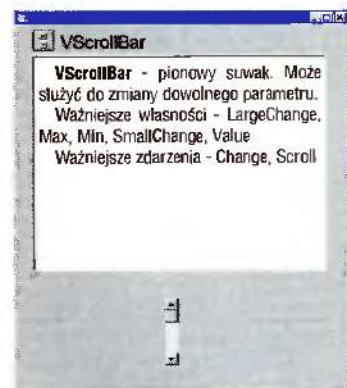 VScrollBar
VScrollBar - pionowy suwak. Może
służyć do zmiany dowolnego parametru.
Ważniejsze własności - LargeChange,
Max, Min, SmallChange, Value
Ważniejsze zdarzenia - Change, Scroll